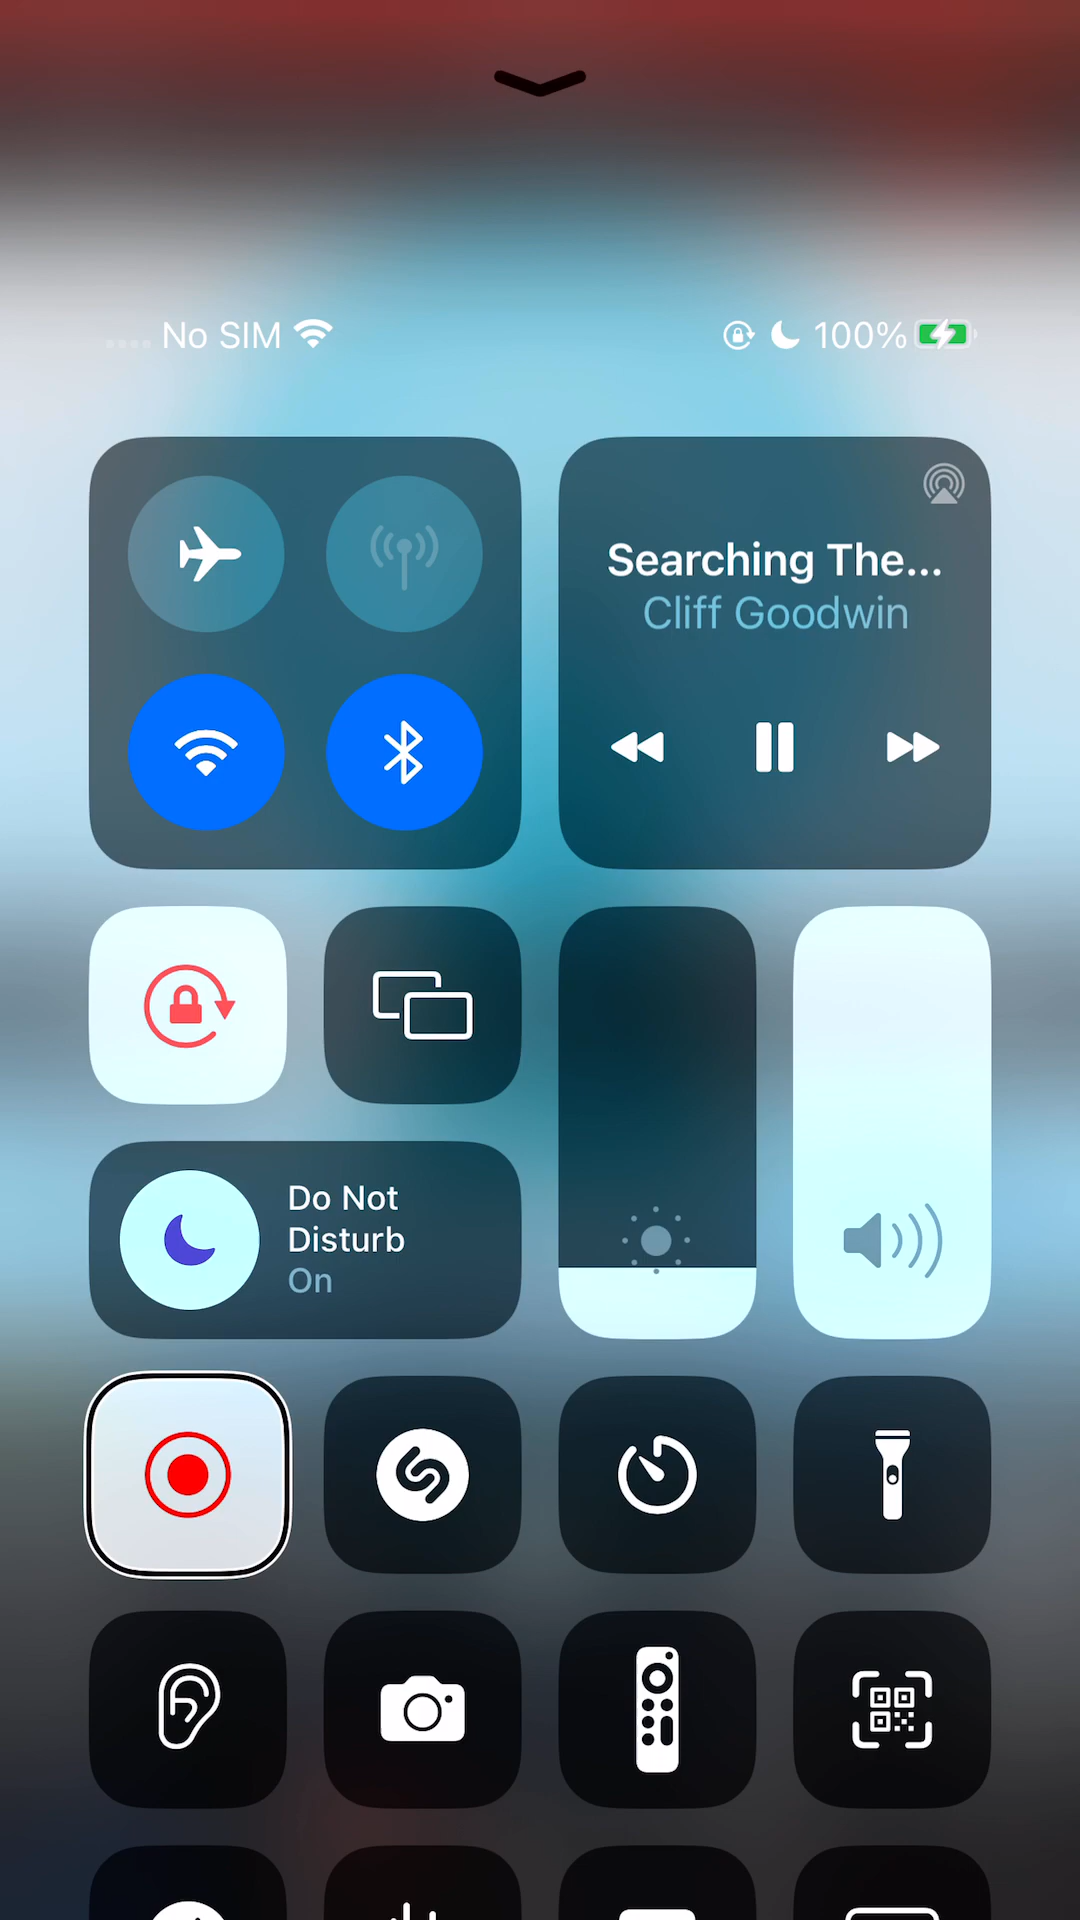 No SIM
100%
Searching The...
Cliff Goodwin
Do Not
Disturb
On